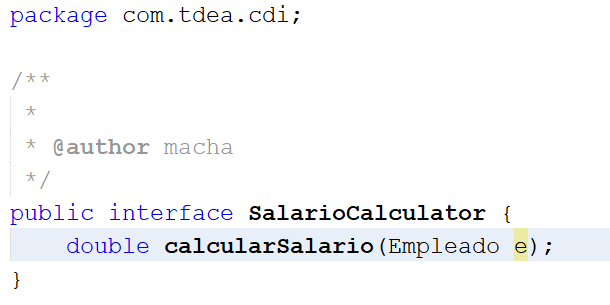 package com.tdea.cdi;
/**
 *
 * @author macha
 */
public interface SalarioCalculator {
    double calcularSalario(Empleado e);
}